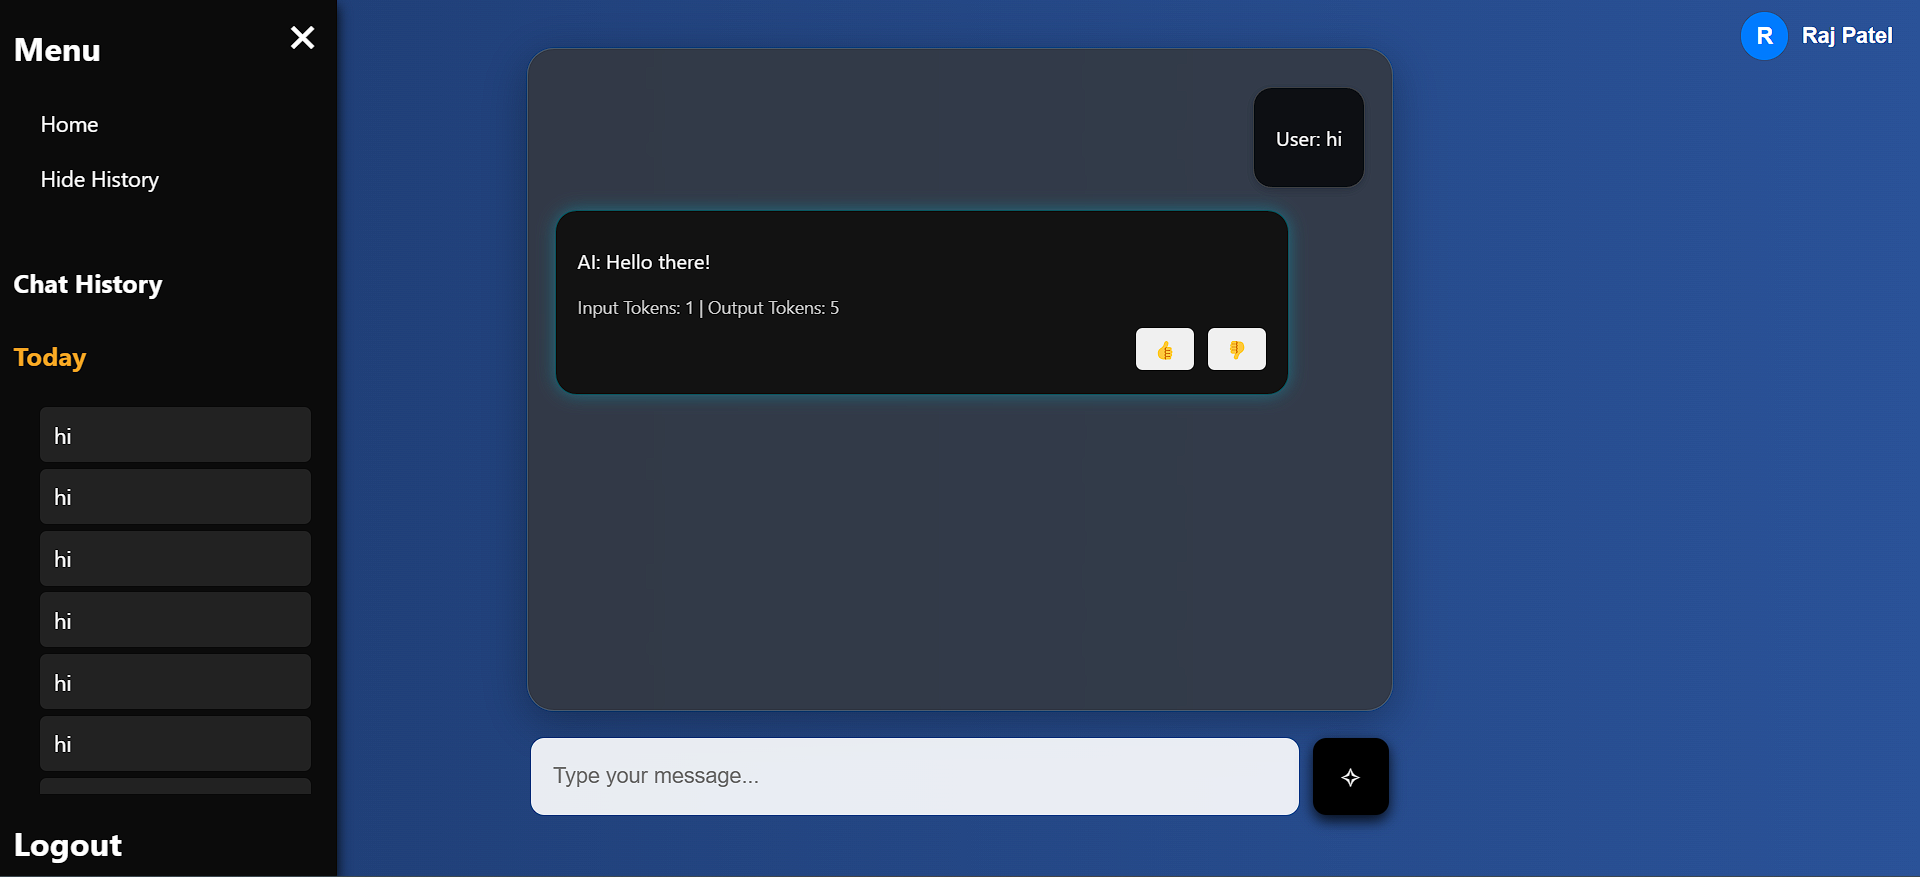 Menu
Home
Hide History
Chat History
Today
hi
hi
hi
hi
hi
hi
Logout
R Raj Patel
User: hi
AI: Hello there!
Input Tokens: 1 | Output Tokens: 5
Type your message...